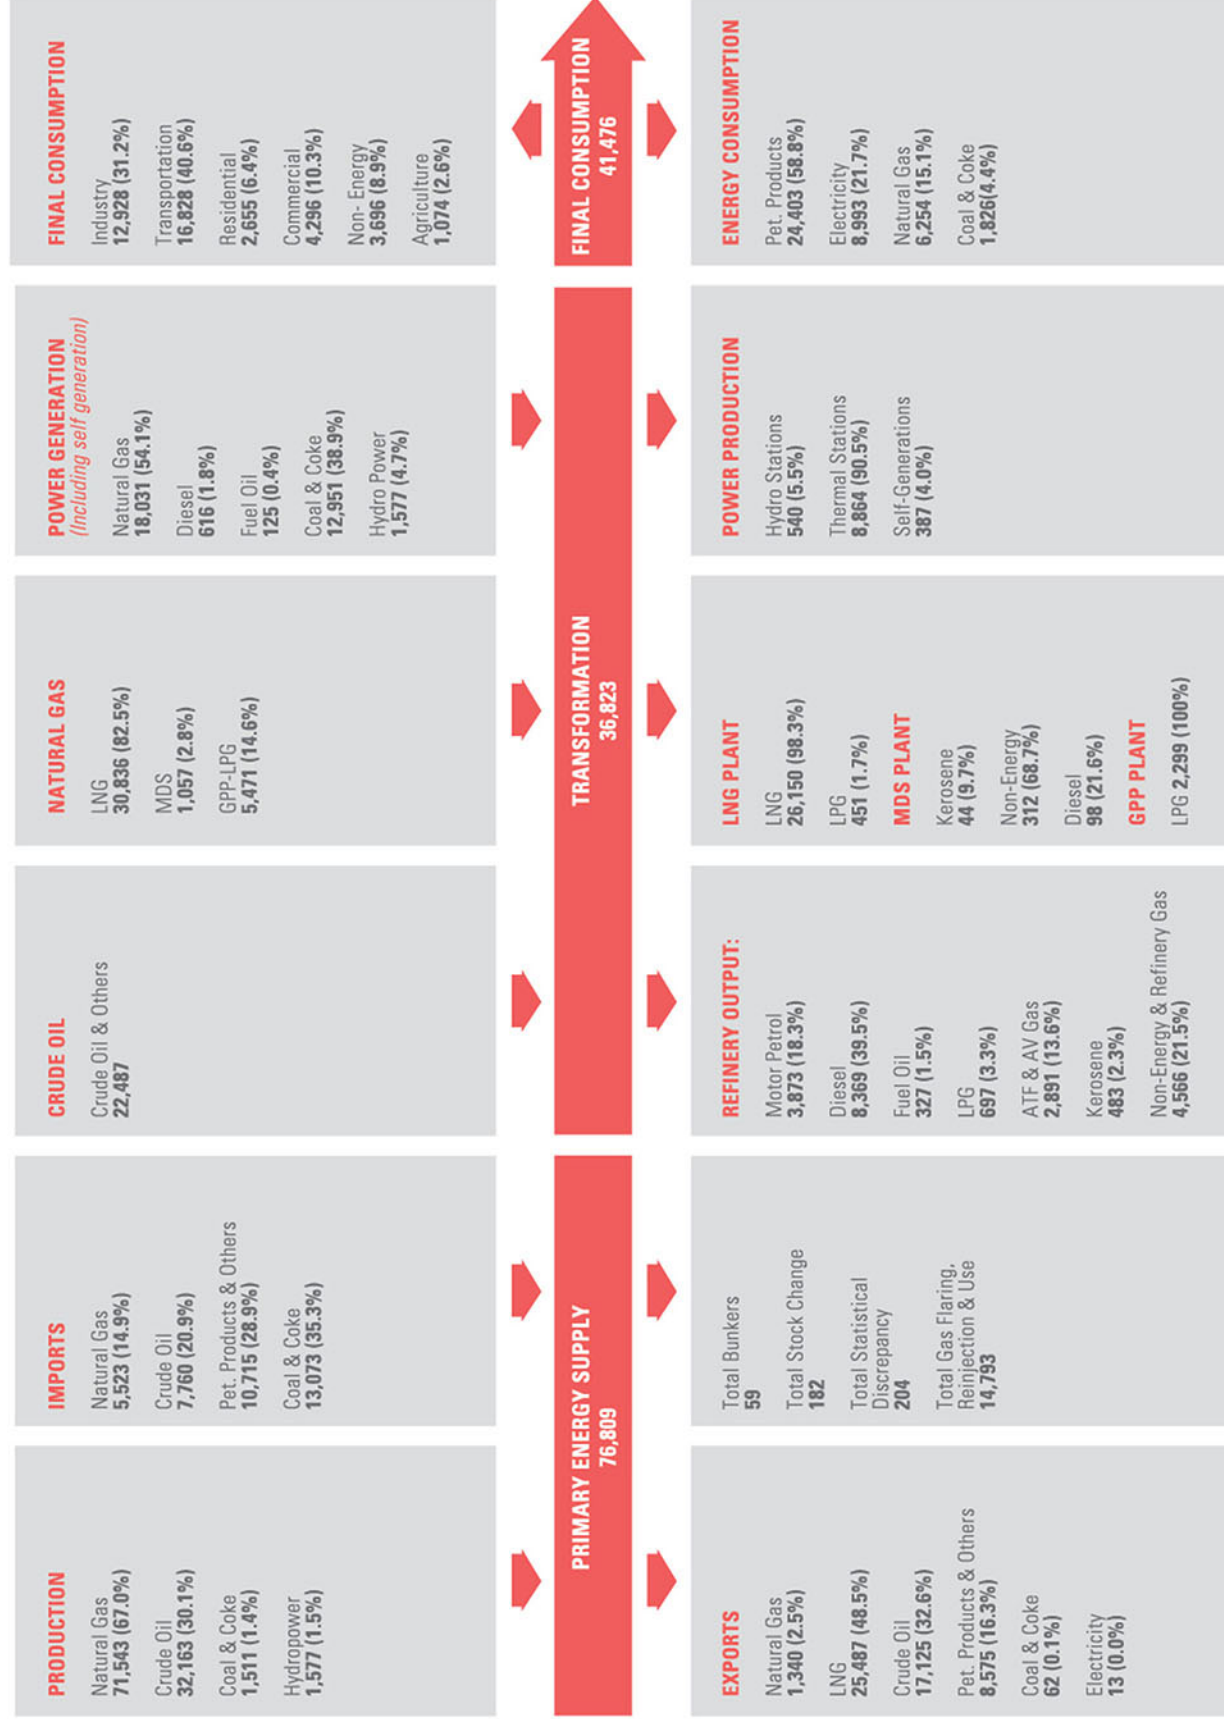 PRODUCTION
Natural Gas
71,543 (67.0%)
Crude Oil
32,163 (30.1%)
Coal & Coke
1,511 (1.4%)
Hydropower
1,577 (1.5%)
IMPORTS
Natural Gas
5,523 (14.9%)
Crude Oil
7,760 (20.9%)
Pet. Products & Others
10,715 (28.9%)
Coal & Coke
13,073 (35.3%)
CRUDE OIL
Crude Oil & Others
22,487
NATURAL GAS
LNG
30,836 (82.5%)
MDS
1,057 (2.8%)
GPP-LPG
5,471 (14.6%)
POWER GENERATION
(Including self generation)
Natural Gas
18,031 (54.1%)
Diesel
616 (1.8%)
Fuel Oil
125 (0.4%)
Coal & Coke
12,951 (38.9%)
Hydro Power
1,577 (4.7%)
FINAL CONSUMPTION
Industry
12,928 (31.2%)
Transportation
16,828 (40.6%)
Residential
2,655 (6.4%)
Commercial
4,296 (10.3%)
Non- Energy
3,696 (8.9%)
Agriculture
1,074 (2.6%)
PRIMARY ENERGY SUPPLY
76,809
TRANSFORMATION
36,823
FINAL CONSUMPTION
41,476
EXPORTS
Natural Gas
1,340 (2.5%)
LNG
25,487 (48.5%)
Crude Oil
17,125 (32.6%)
Pet. Products & Others
8,575 (16.3%)
Coal & Coke
62 (0.1%)
Electricity
13 (0.0%)
Total Bunkers
59
Total Stock Change
182
Total Statistical
Discrepancy
204
Total Gas Flaring,
Reinjection & Use
14,793
REFINERY OUTPUT:
Motor Petrol
3,873 (18.3%)
Diesel
8,369 (39.5%)
Fuel Oil
327 (1.5%)
LPG
697 (3.3%)
ATF & AV Gas
2,891 (13.6%)
Kerosene
483 (2.3%)
Non-Energy & Refinery Gas
4,566 (21.5%)
LNG PLANT
LNG
26,150 (98.3%)
LPG
451 (1.7%)
MDS PLANT
Kerosene
44 (9.7%)
Non-Energy
312 (68.7%)
Diesel
98 (21.6%)
GPP PLANT
LPG 2,299 (100%)
POWER PRODUCTION
Hydro Stations
540 (5.5%)
Thermal Stations
8,864 (90.5%)
Self-Generations
387 (4.0%)
ENERGY CONSUMPTION
Pet. Products
24,403 (58.8%)
Electricity
8,993 (21.7%)
Natural Gas
6,254 (15.1%)
Coal & Coke
1,826(4.4%)